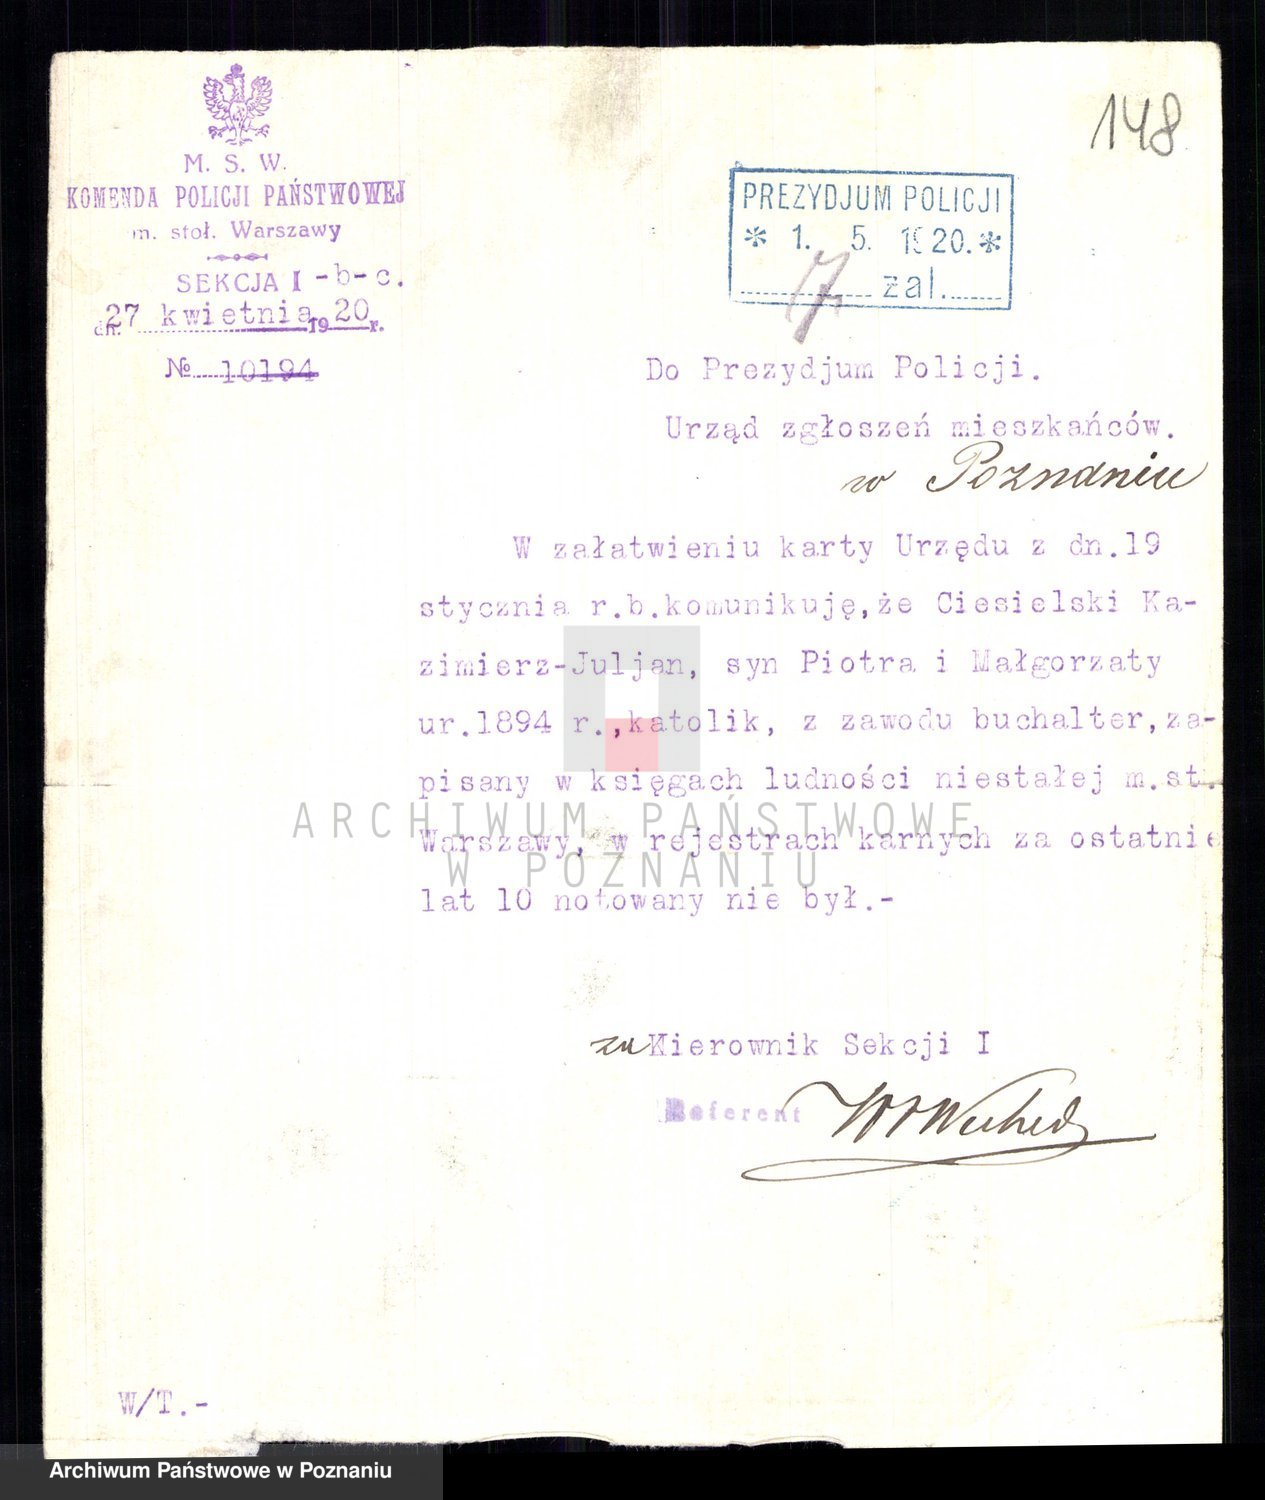 148
M. S. W.
KOMENDA POLICJI PAŃSTWOWEJ
m. stoł. Warszawy
SEKCJA I -b-c.
dn. 27 kwietnia 1920 r.
№ 10194
PREZYDJUM POLICJI
* 1. 5. 1920. *
zał.
Do Prezydjum Policji.
Urząd zgłoszeń mieszkańców.
w Poznaniu
W załatwieniu karty Urzędu z dn.19
stycznia r.b.komunikuję,że Ciesielski Ka-
zimierz-Juljan, syn Piotra i Małgorzaty
ur.1894 r.,katolik, z zawodu buchalter,za-
pisany w księgach ludności niestałej m.st.
Warszawy, w rejestrach karnych za ostatnie
lat 10 notowany nie był.-
za Kierownik Sekcji I
Referent
W/T.-
ARCHIWUM PAŃSTWOWE
W POZNANIU
Archiwum Państwowe w Poznaniu